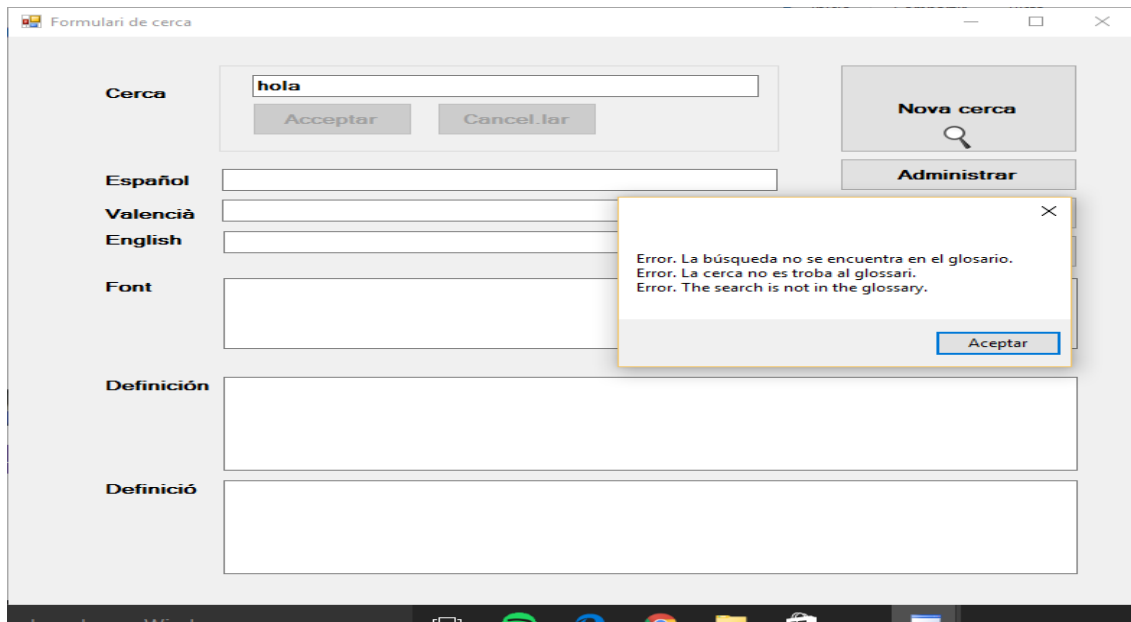 Formulari de cerca
Cerca
hola
Acceptar
Cancel.lar
Nova cerca
Español
Administrar
Valencià
English
Error. La búsqueda no se encuentra en el glosario.
Error. La cerca no es troba al glossari.
Error. The search is not in the glossary.
Aceptar
Font
Definición
Definició